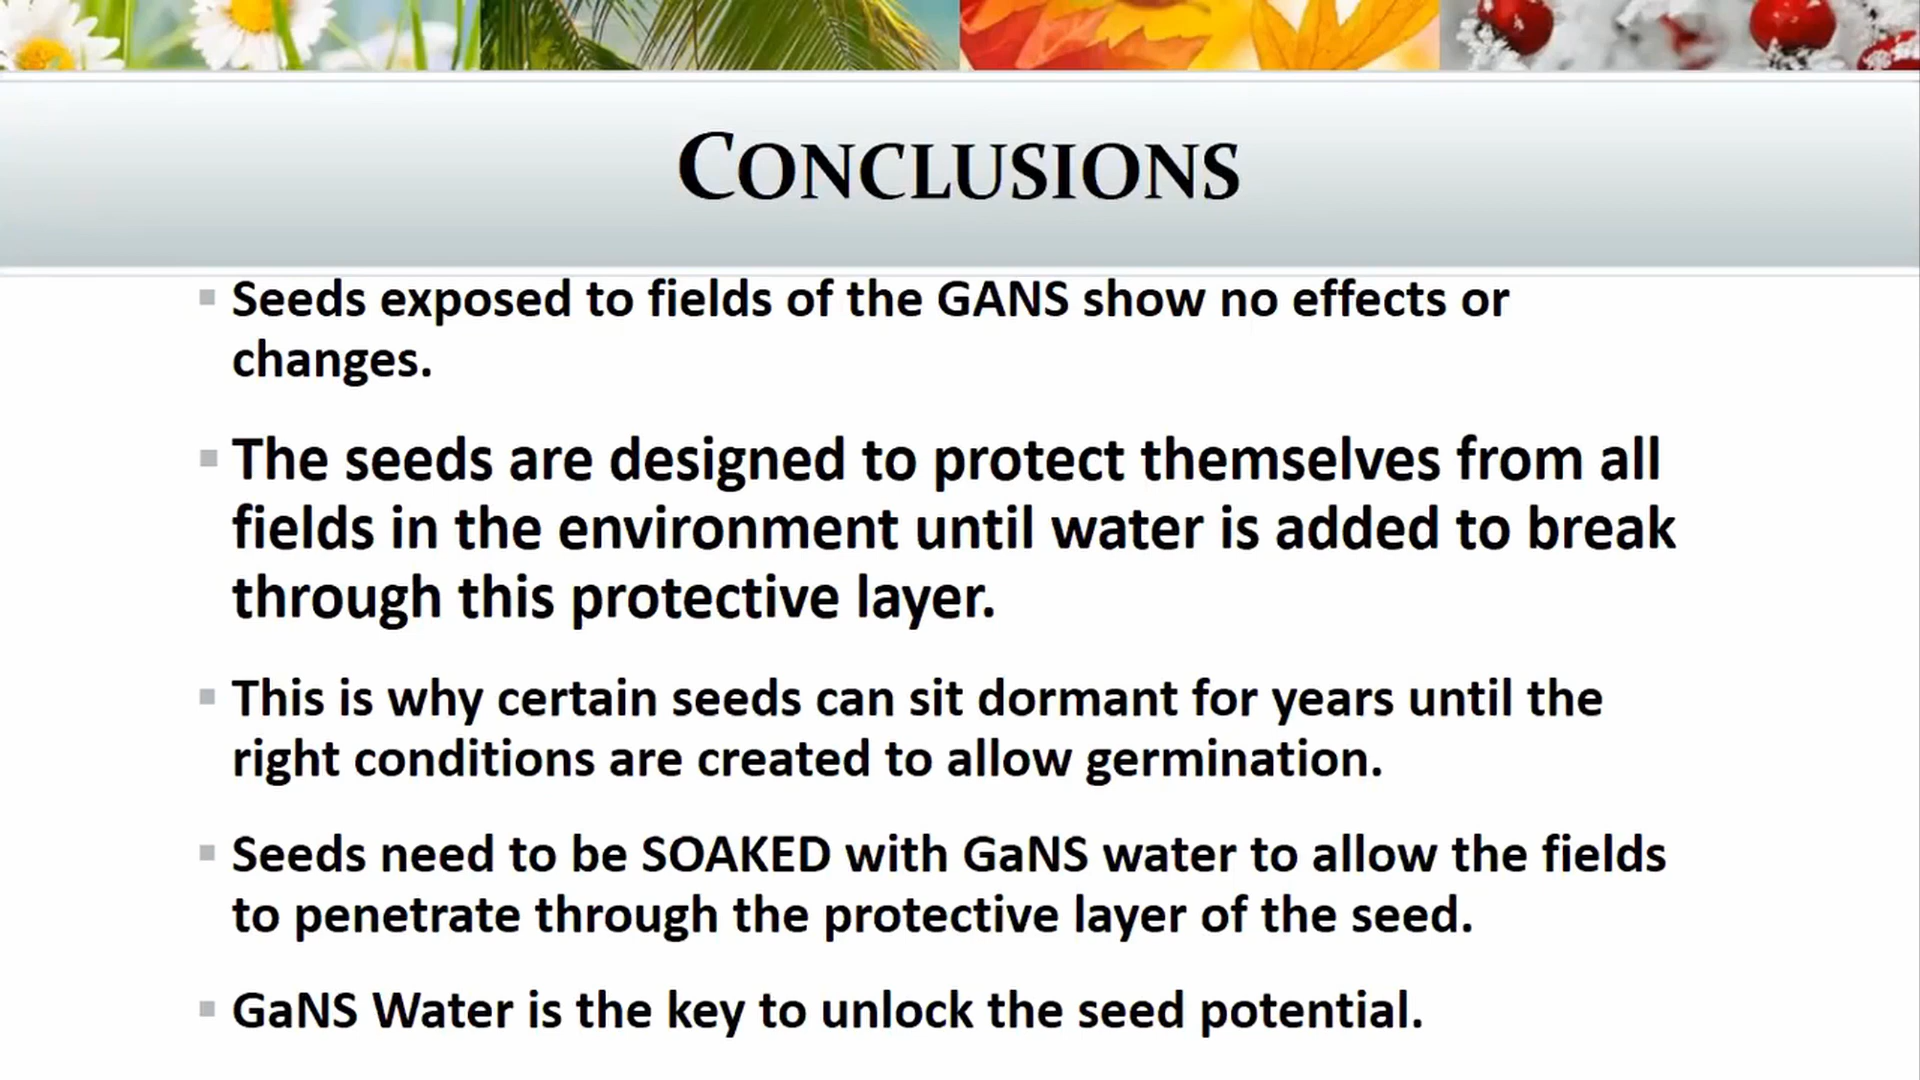 CONCLUSIONS
Seeds exposed to fields of the GANS show no effects or
changes.
The seeds are designed to protect themselves from all
fields in the environment until water is added to break
through this protective layer.
This is why certain seeds can sit dormant for years until the
right conditions are created to allow germination.
Seeds need to be SOAKED with GaNS water to allow the fields
to penetrate through the protective layer of the seed.
GaNS Water is the key to unlock the seed potential.